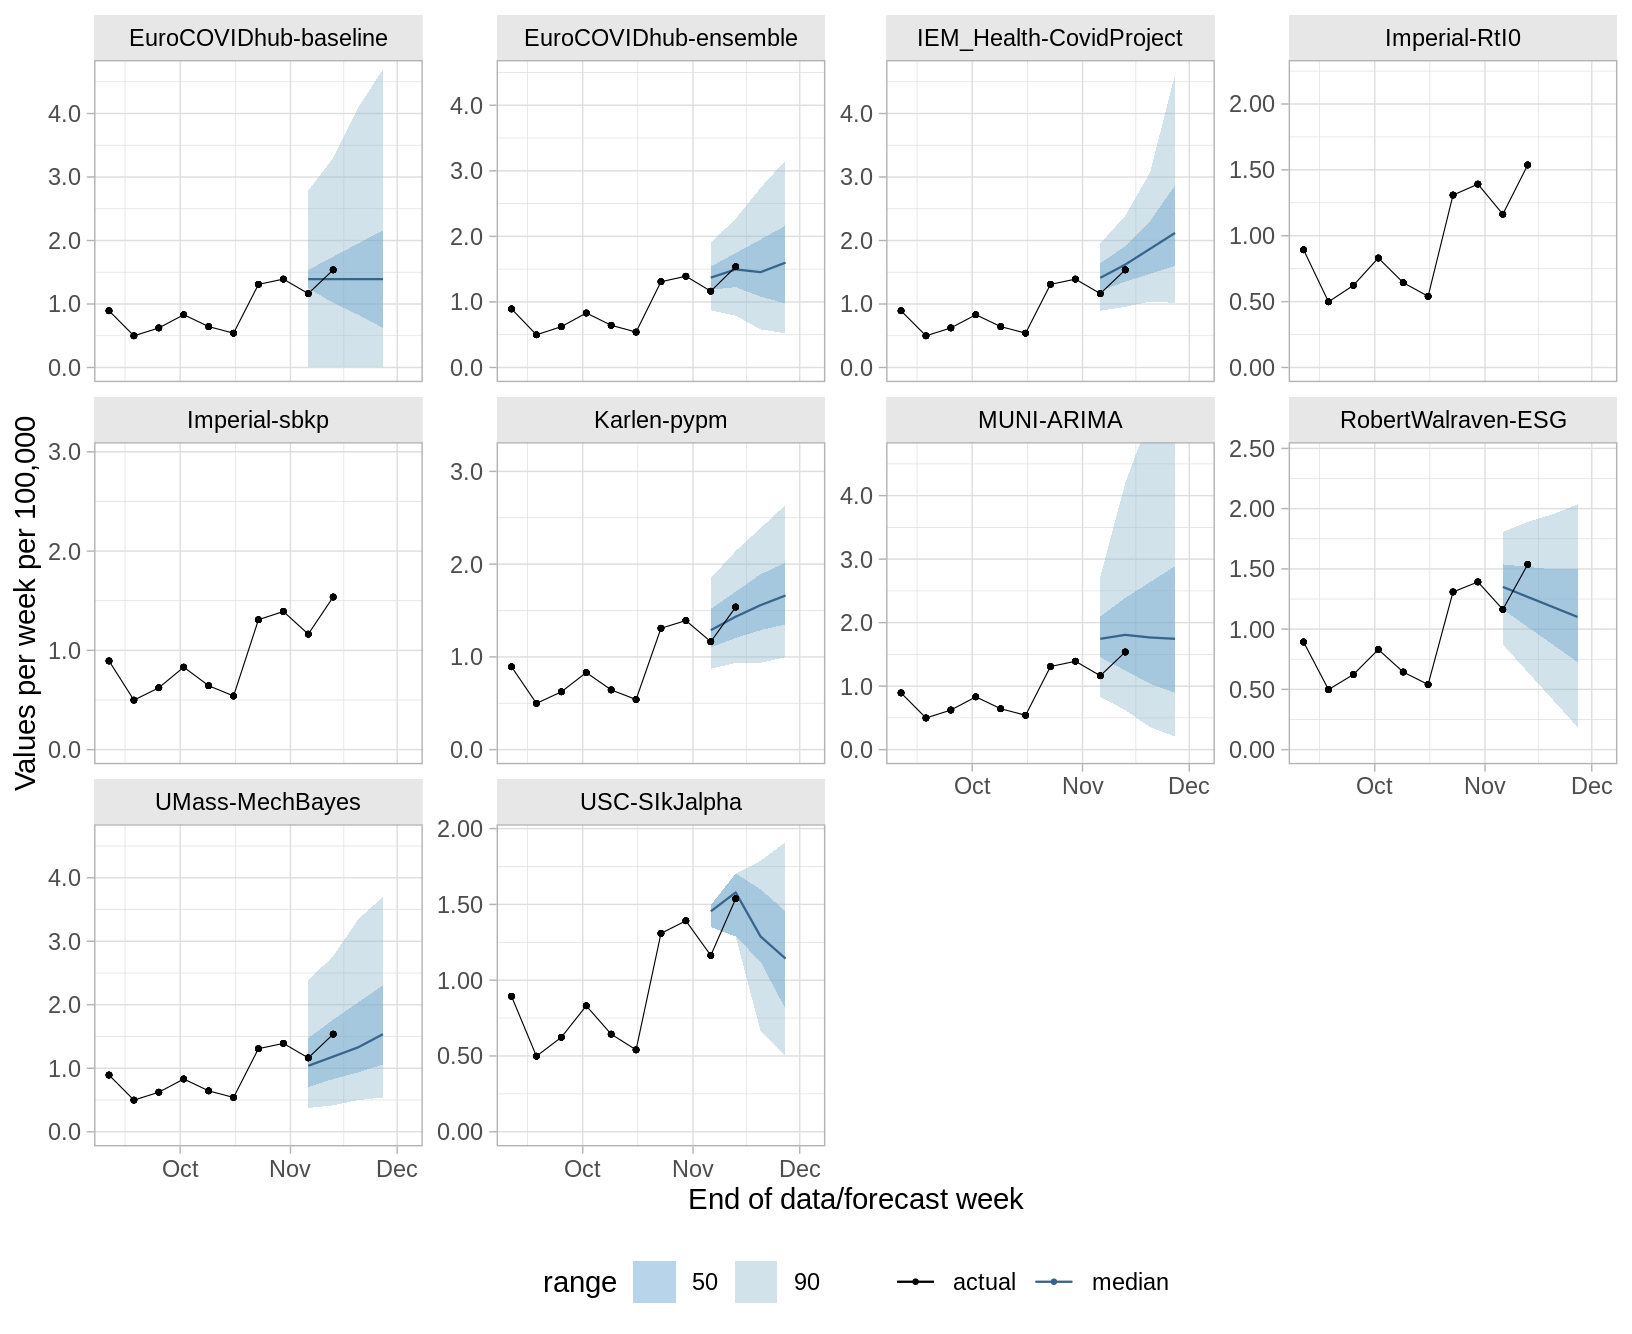 EuroCOVIDhub-baseline EuroCOVIDhub-ensemble IEM_Health-CovidProject Imperial-RtI0
4.0 3.0 2.0 1.0 0.0
4.0 3.0 2.0 1.0 0.0
4.0 3.0 2.0 1.0 0.0
2.00 1.50 1.00 0.50 0.00
Values per week per 100,000
Imperial-sbkp Karlen-pypm MUNI-ARIMA RobertWalraven-ESG
3.0 2.0 1.0 0.0
3.0 2.0 1.0 0.0
4.0 3.0 2.0 1.0 0.0
2.50 2.00 1.50 1.00 0.50 0.00
Oct Nov Dec Oct Nov Dec
UMass-MechBayes USC-SIkJalpha
4.0 3.0 2.0 1.0 0.0
2.00 1.50 1.00 0.50 0.00
Oct Nov Dec Oct Nov Dec
End of data/forecast week
range 50 90 actual median